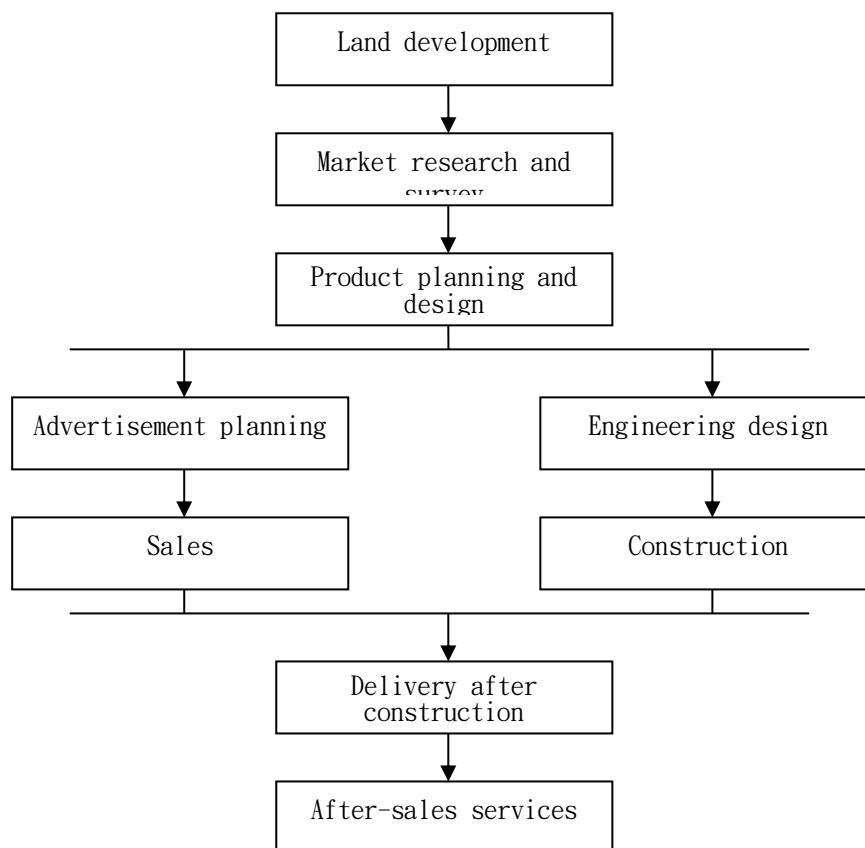 Land development
Market research and
survey
Product planning and
design
Advertisement planning
Engineering design
Sales
Construction
Delivery after
construction
After-sales services